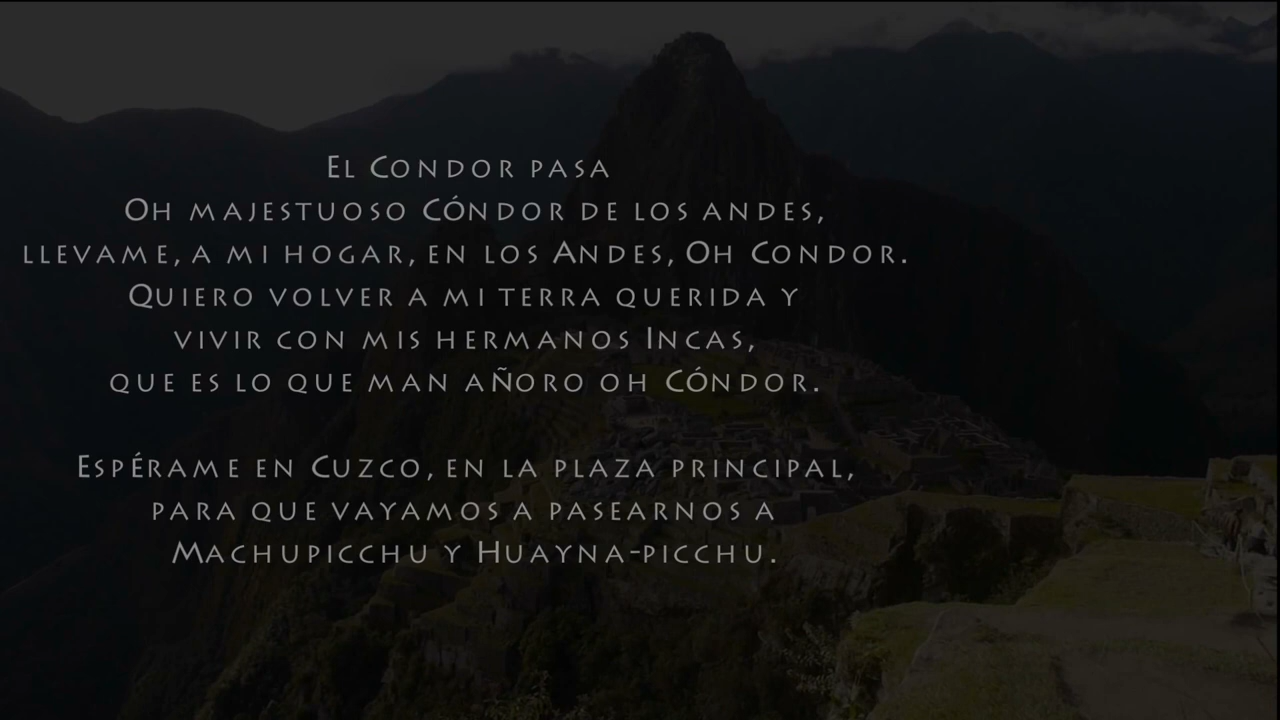 El Condor pasa
Oh majestuoso Cóndor de los andes,
llevame, a mi hogar, en los Andes, Oh Condor.
Quiero volver a mi terra querida y
vivir con mis hermanos Incas,
que es lo que man añoro oh Cóndor.
Espérame en Cuzco, en la plaza principal,
para que vayamos a pasearnos a
Machupicchu y Huayna-picchu.